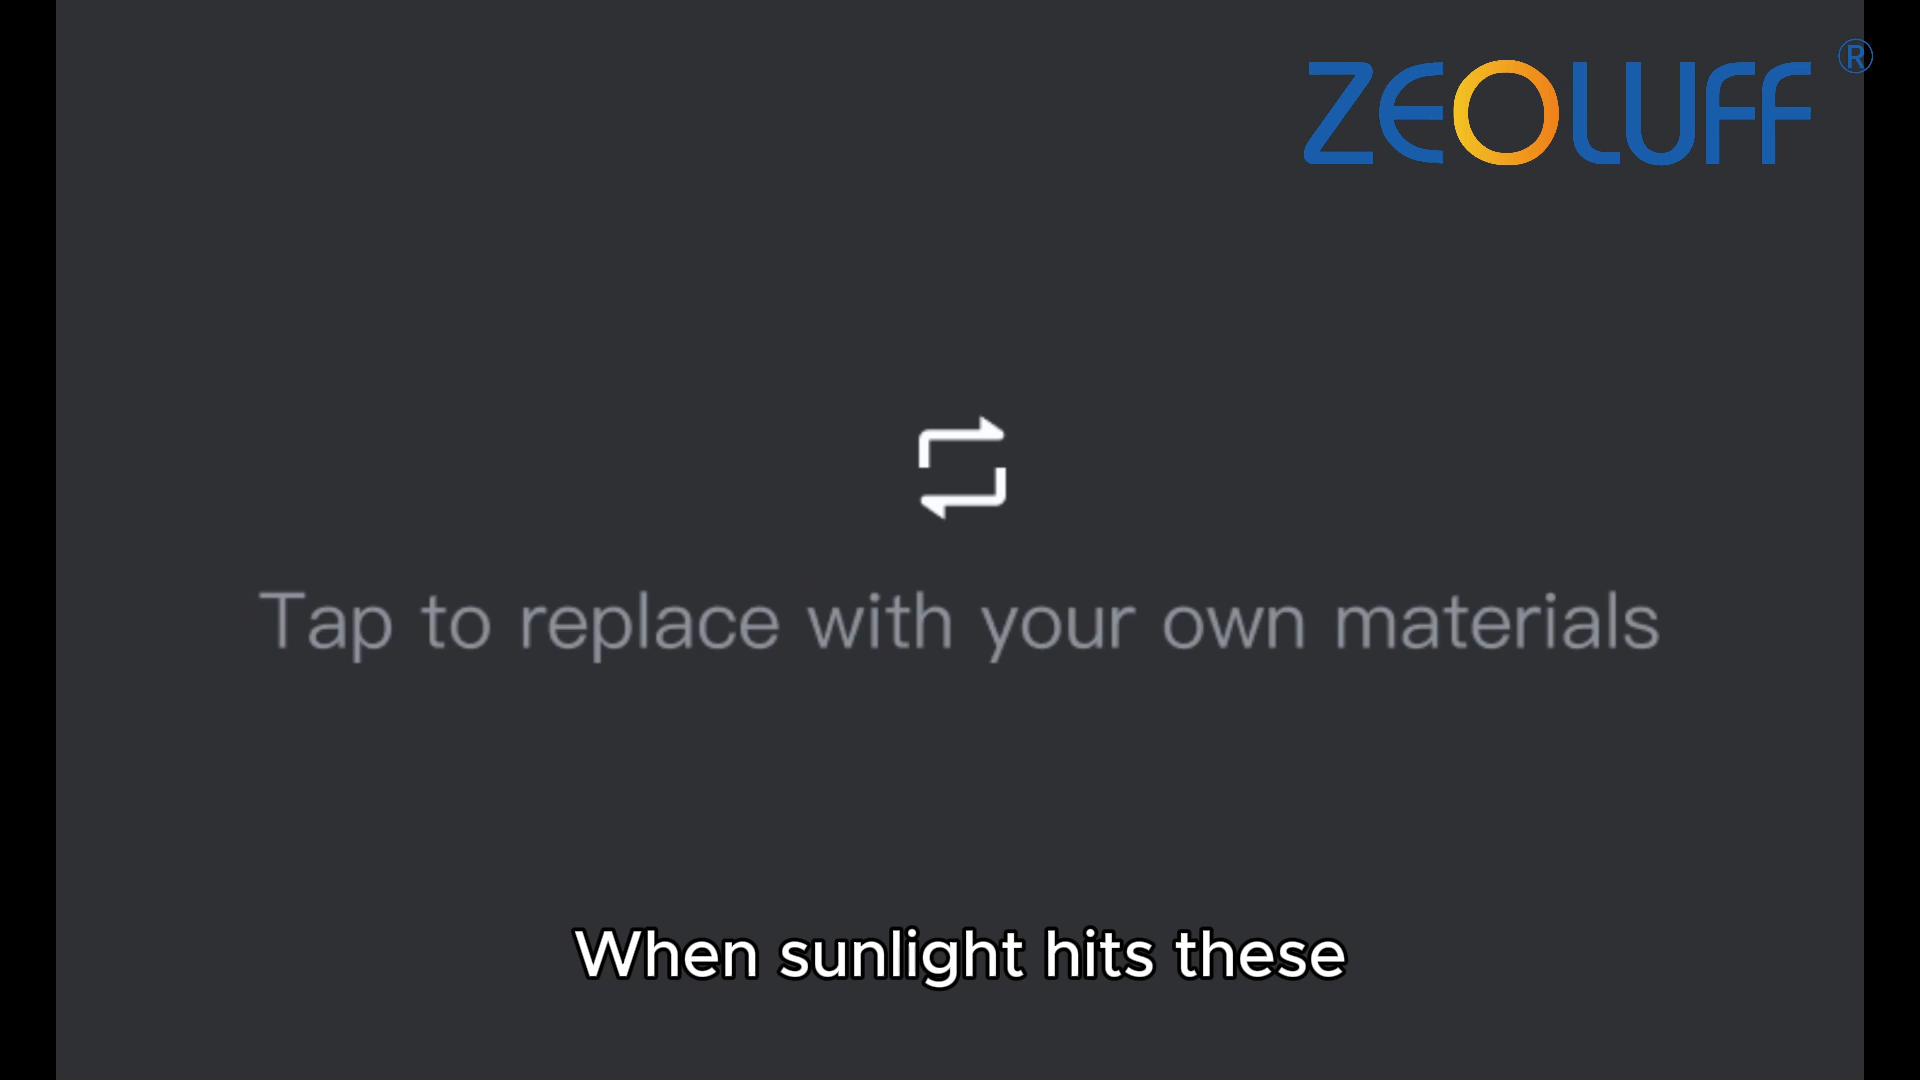 ZEOLUFF ®
Tap to replace with your own materials
When sunlight hits these